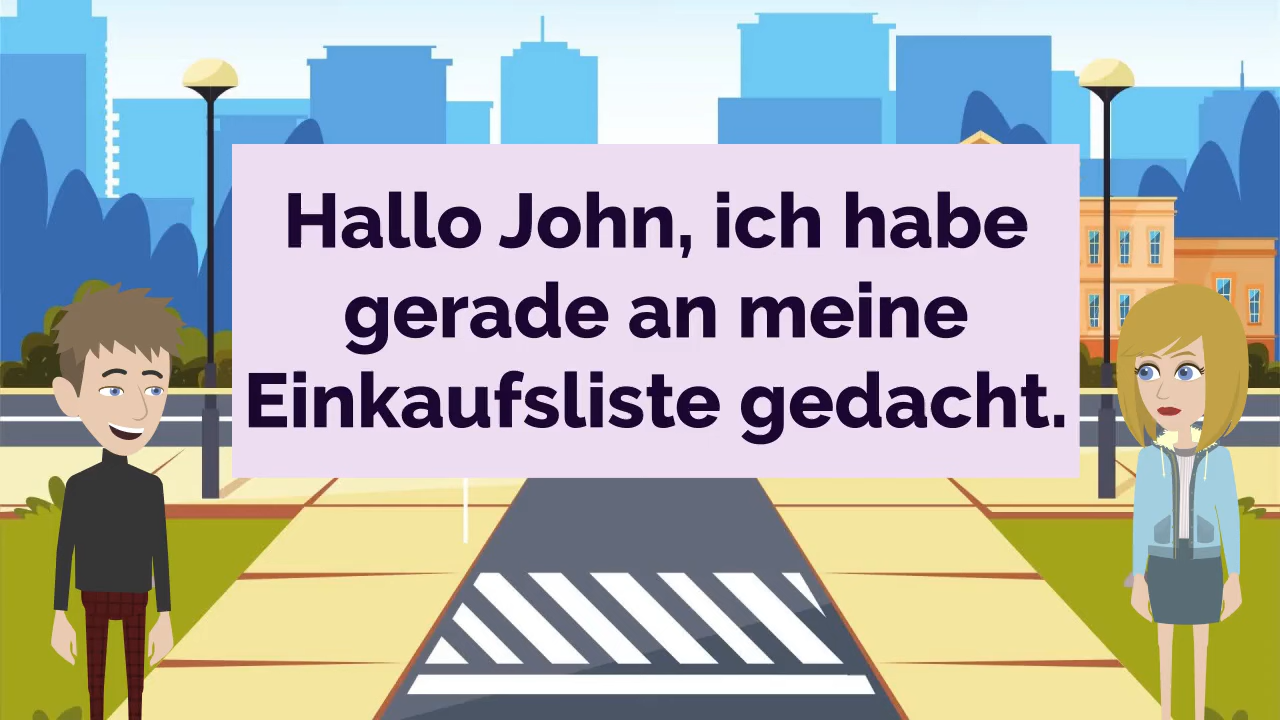 Hallo John, ich habe
gerade an meine
Einkaufsliste gedacht.